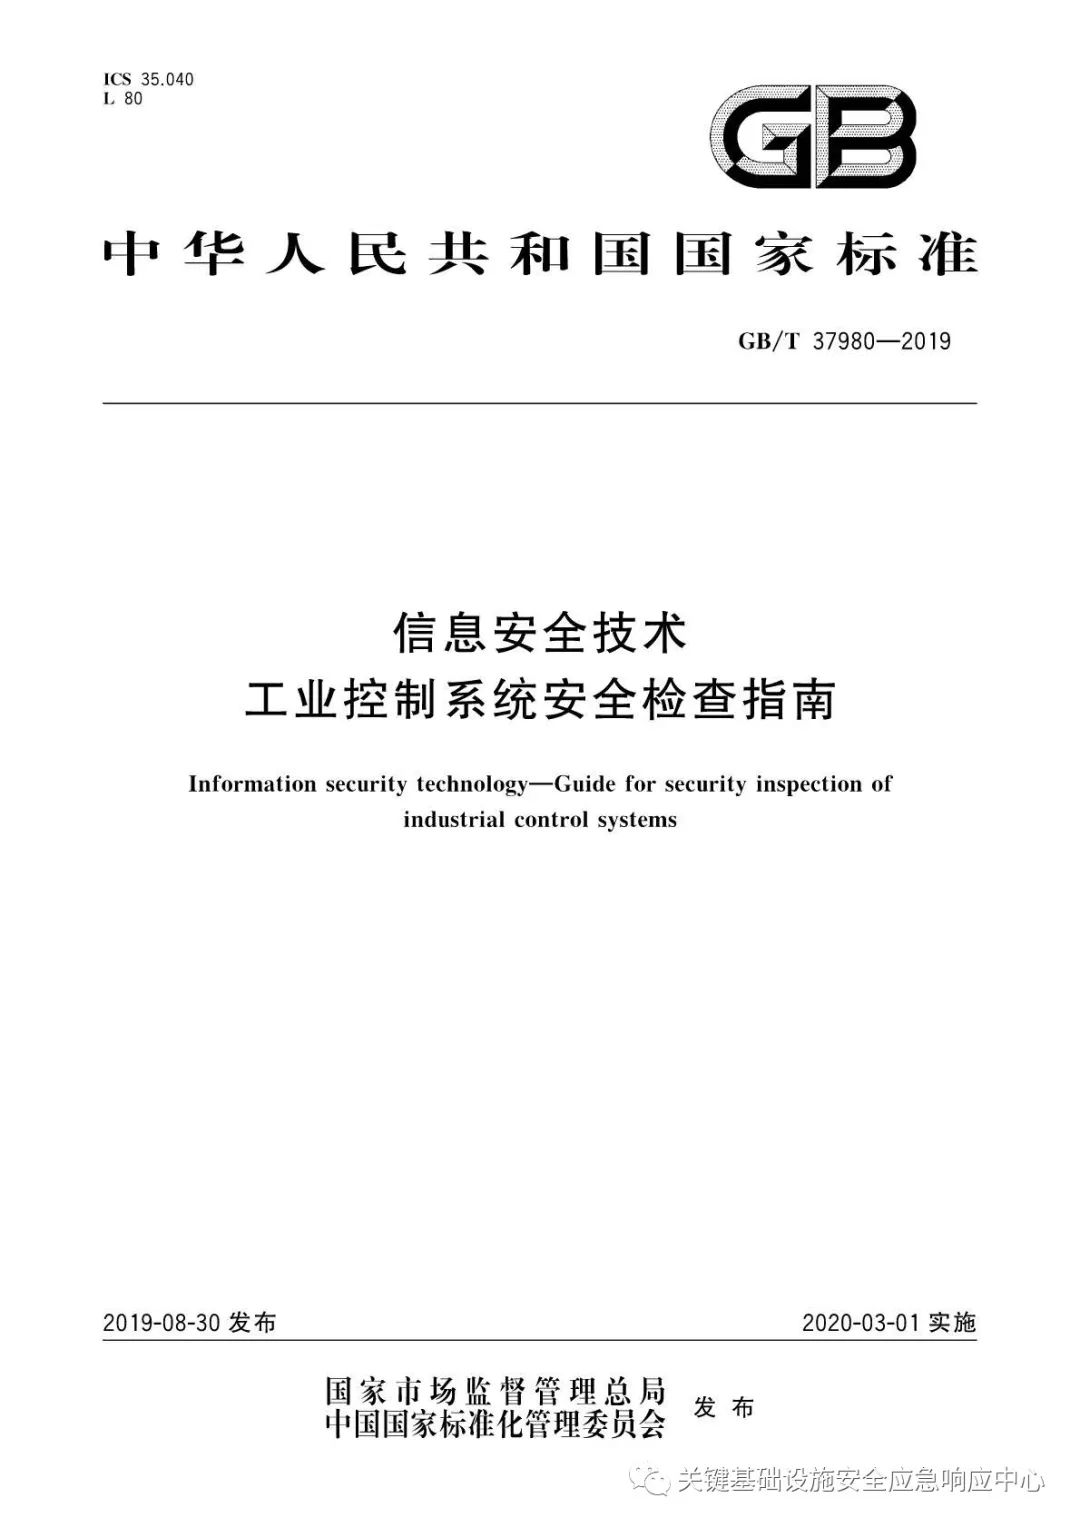 ICS 35.040
L 80
GB
中华人民共和国国家标准
GB/T 37980—2019
信息安全技术
工业控制系统安全检查指南
Information security technology—Guide for security inspection of
industrial control systems
2019-08-30 发布
2020-03-01 实施
国家市场监督管理总局
中国国家标准化管理委员会
发布
关键基础设施安全应急响应中心